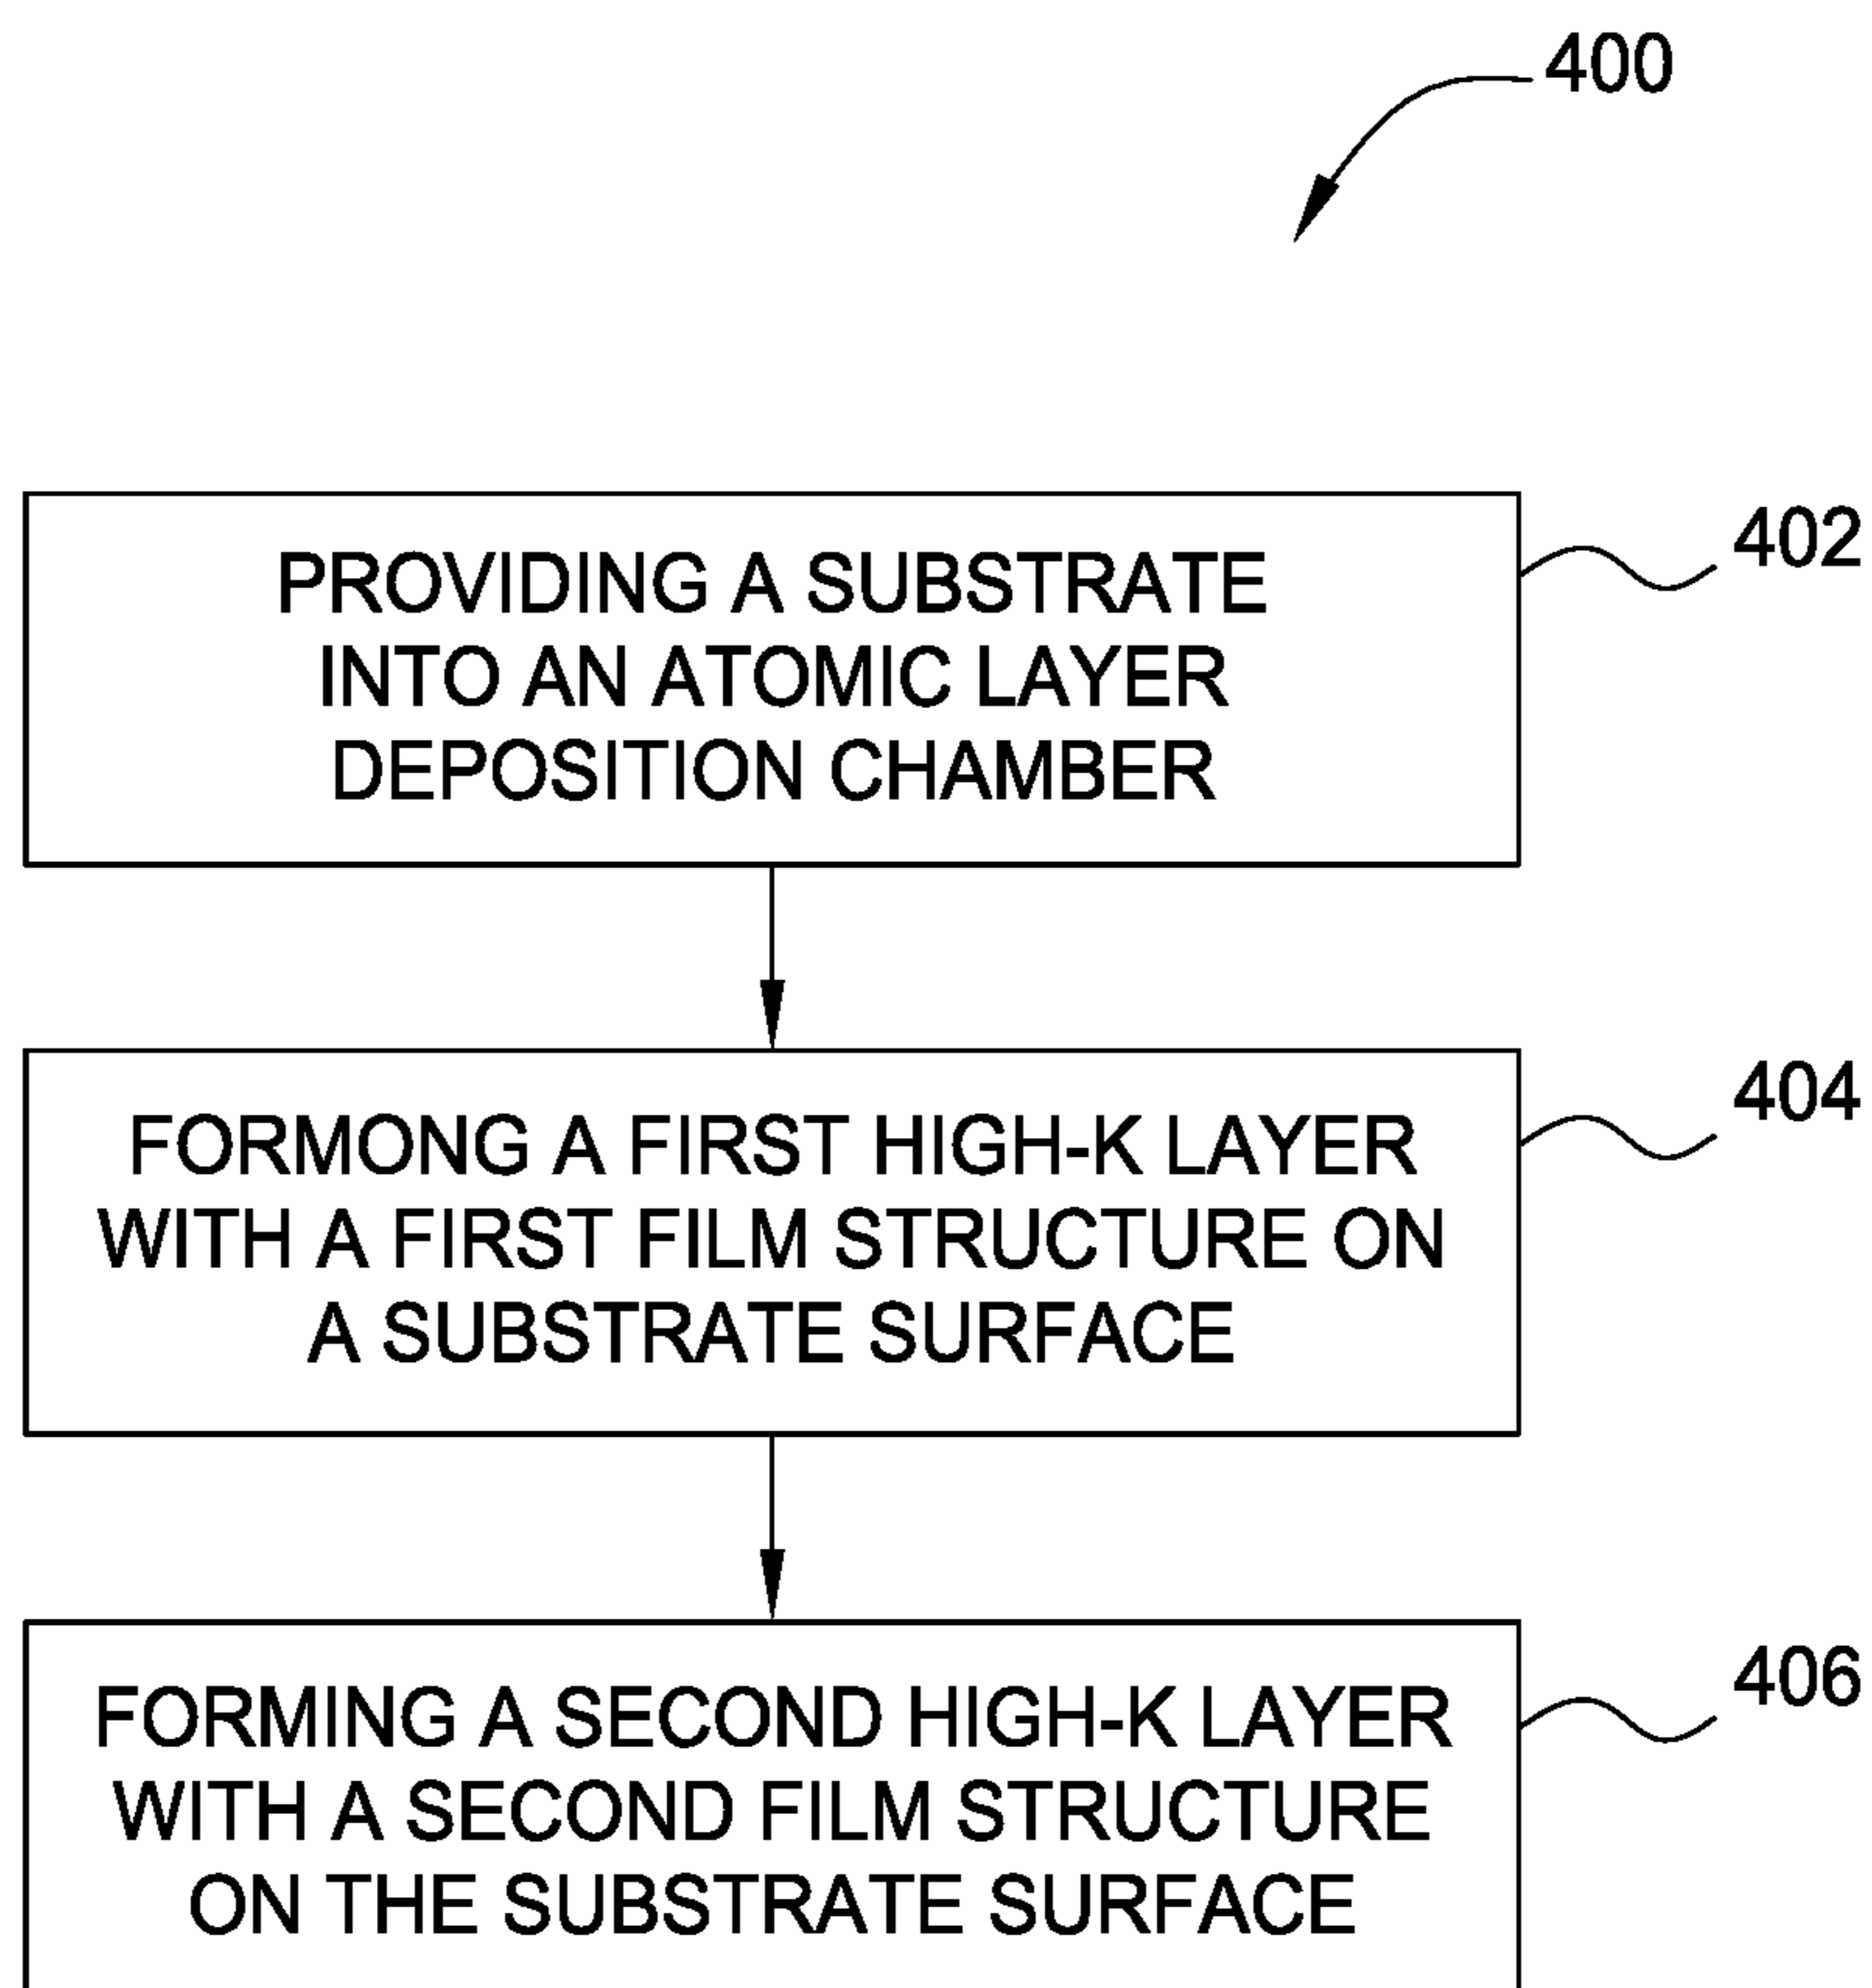 400
PROVIDING A SUBSTRATE
INTO AN ATOMIC LAYER
DEPOSITION CHAMBER
402
FORMONG A FIRST HIGH-K LAYER
WITH A FIRST FILM STRUCTURE ON
A SUBSTRATE SURFACE
404
FORMING A SECOND HIGH-K LAYER
WITH A SECOND FILM STRUCTURE
ON THE SUBSTRATE SURFACE
406